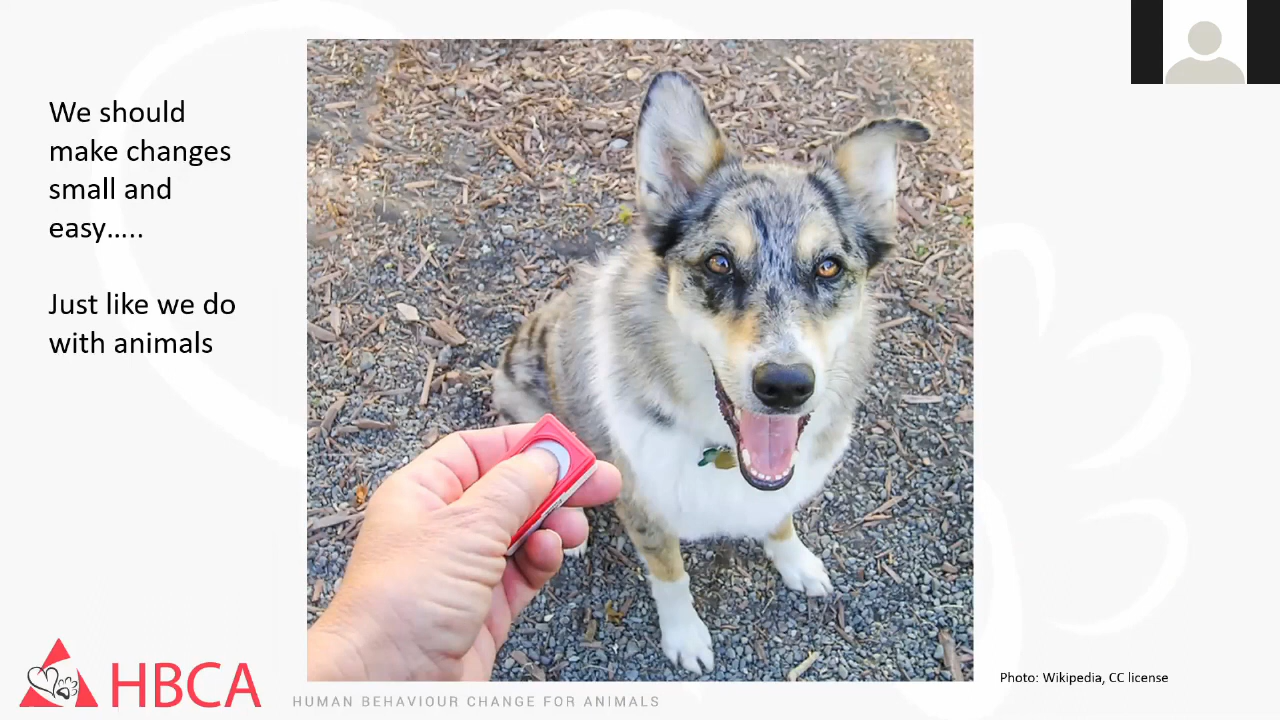 We should
make changes
small and
easy.....
Just like we do
with animals
HBCA
HUMAN BEHAVIOUR CHANGE FOR ANIMALS
Photo: Wikipedia, CC license